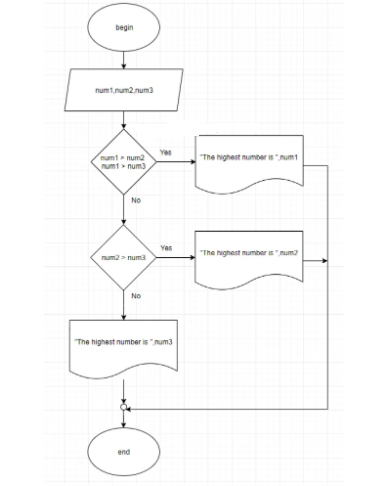 begin
num1,num2,num3
num1 > num2
num1 > num3
Yes
"The highest number is ",num1
No
num2 > num3
Yes
"The highest number is ",num2
No
"The highest number is ",num3
end